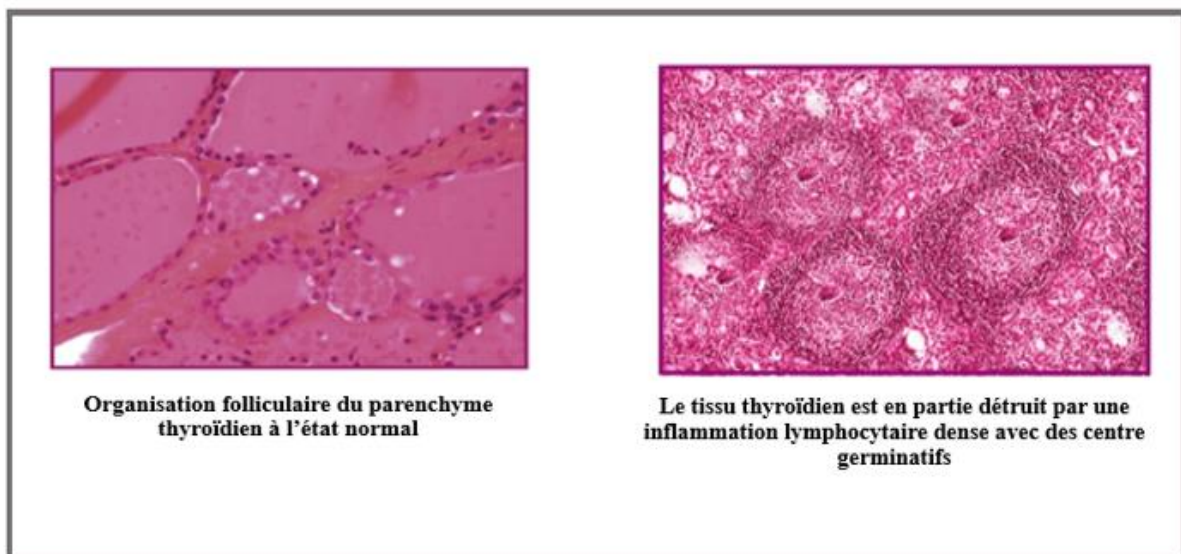 Organisation folliculaire du parenchyme
thyroïdien à l’état normal
Le tissu thyroïdien est en partie détruit par une
inflammation lymphocytaire dense avec des centre
germinatifs